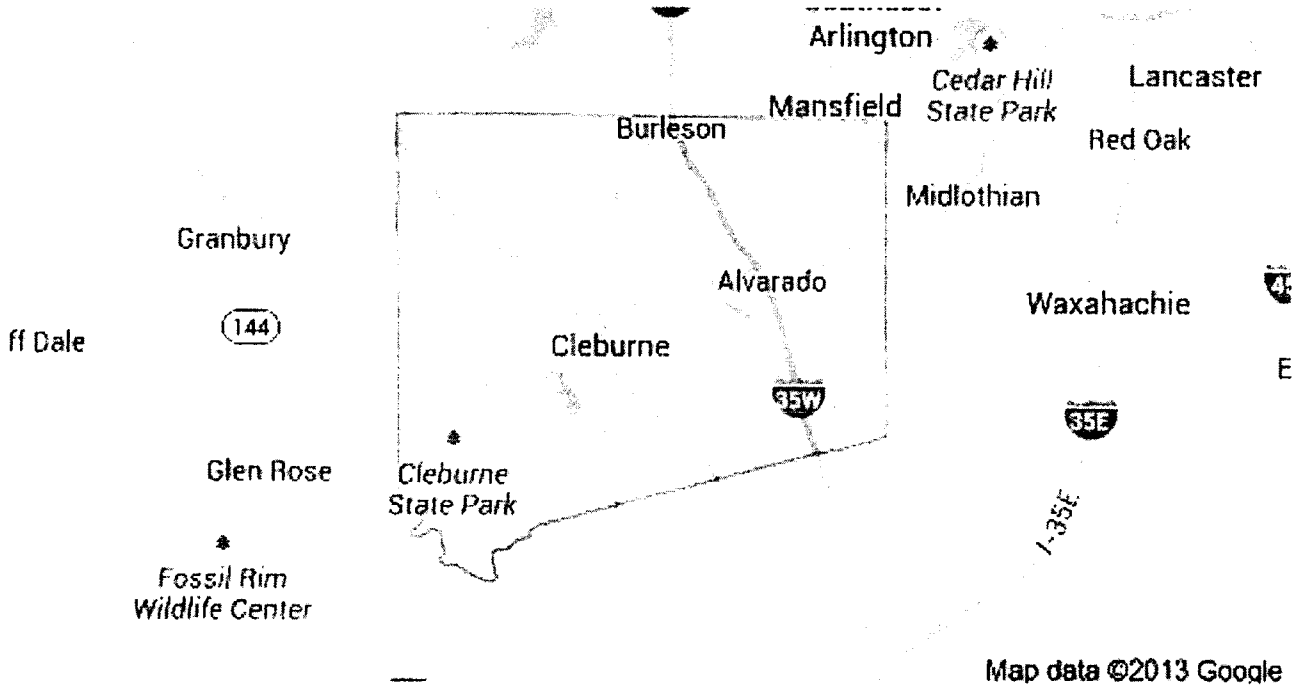 Arlington
Cedar Hill
State Park
Lancaster
Mansfield
Burleson
Red Oak
Midlothian
Granbury
Alvarado
Waxahachie
144
ff Dale
Cleburne
35W
35E
Glen Rose
Cleburne
State Park
I-35E
Fossil Rim
Wildlife Center
Map data ©2013 Google